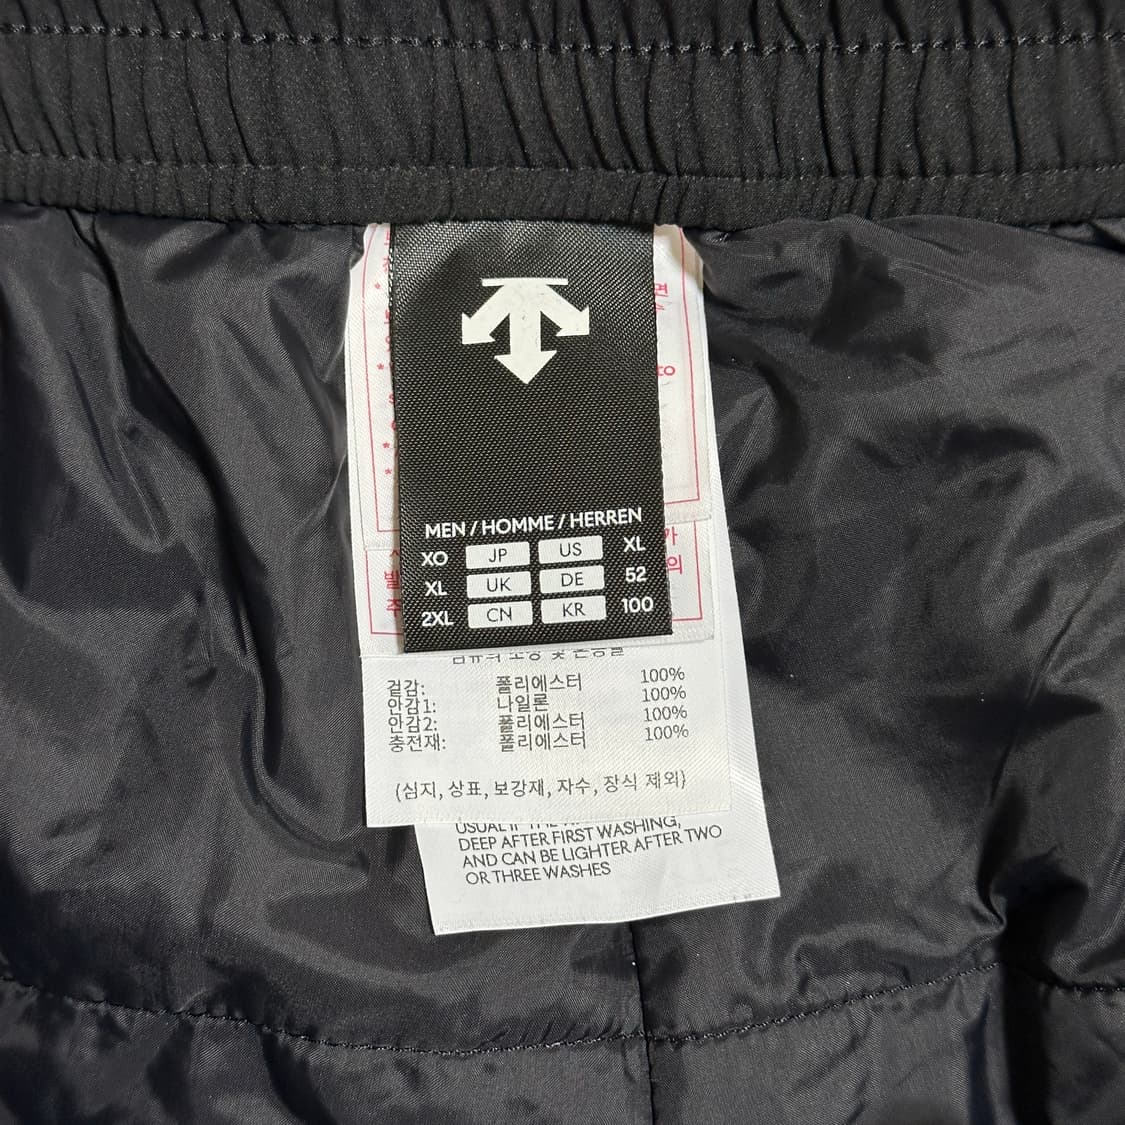 MEN / HOMME / HERREN
XO JP US XL
XL UK DE 52
2XL CN KR 100
겉감: 폴리에스터 100%
안감1: 나일론 100%
안감2: 폴리에스터 100%
충전재: 폴리에스터 100%
(심지, 상표, 보강재, 자수, 장식 제외)
DEEP AFTER FIRST WASHING,
AND CAN BE LIGHTER AFTER TWO
OR THREE WASHES